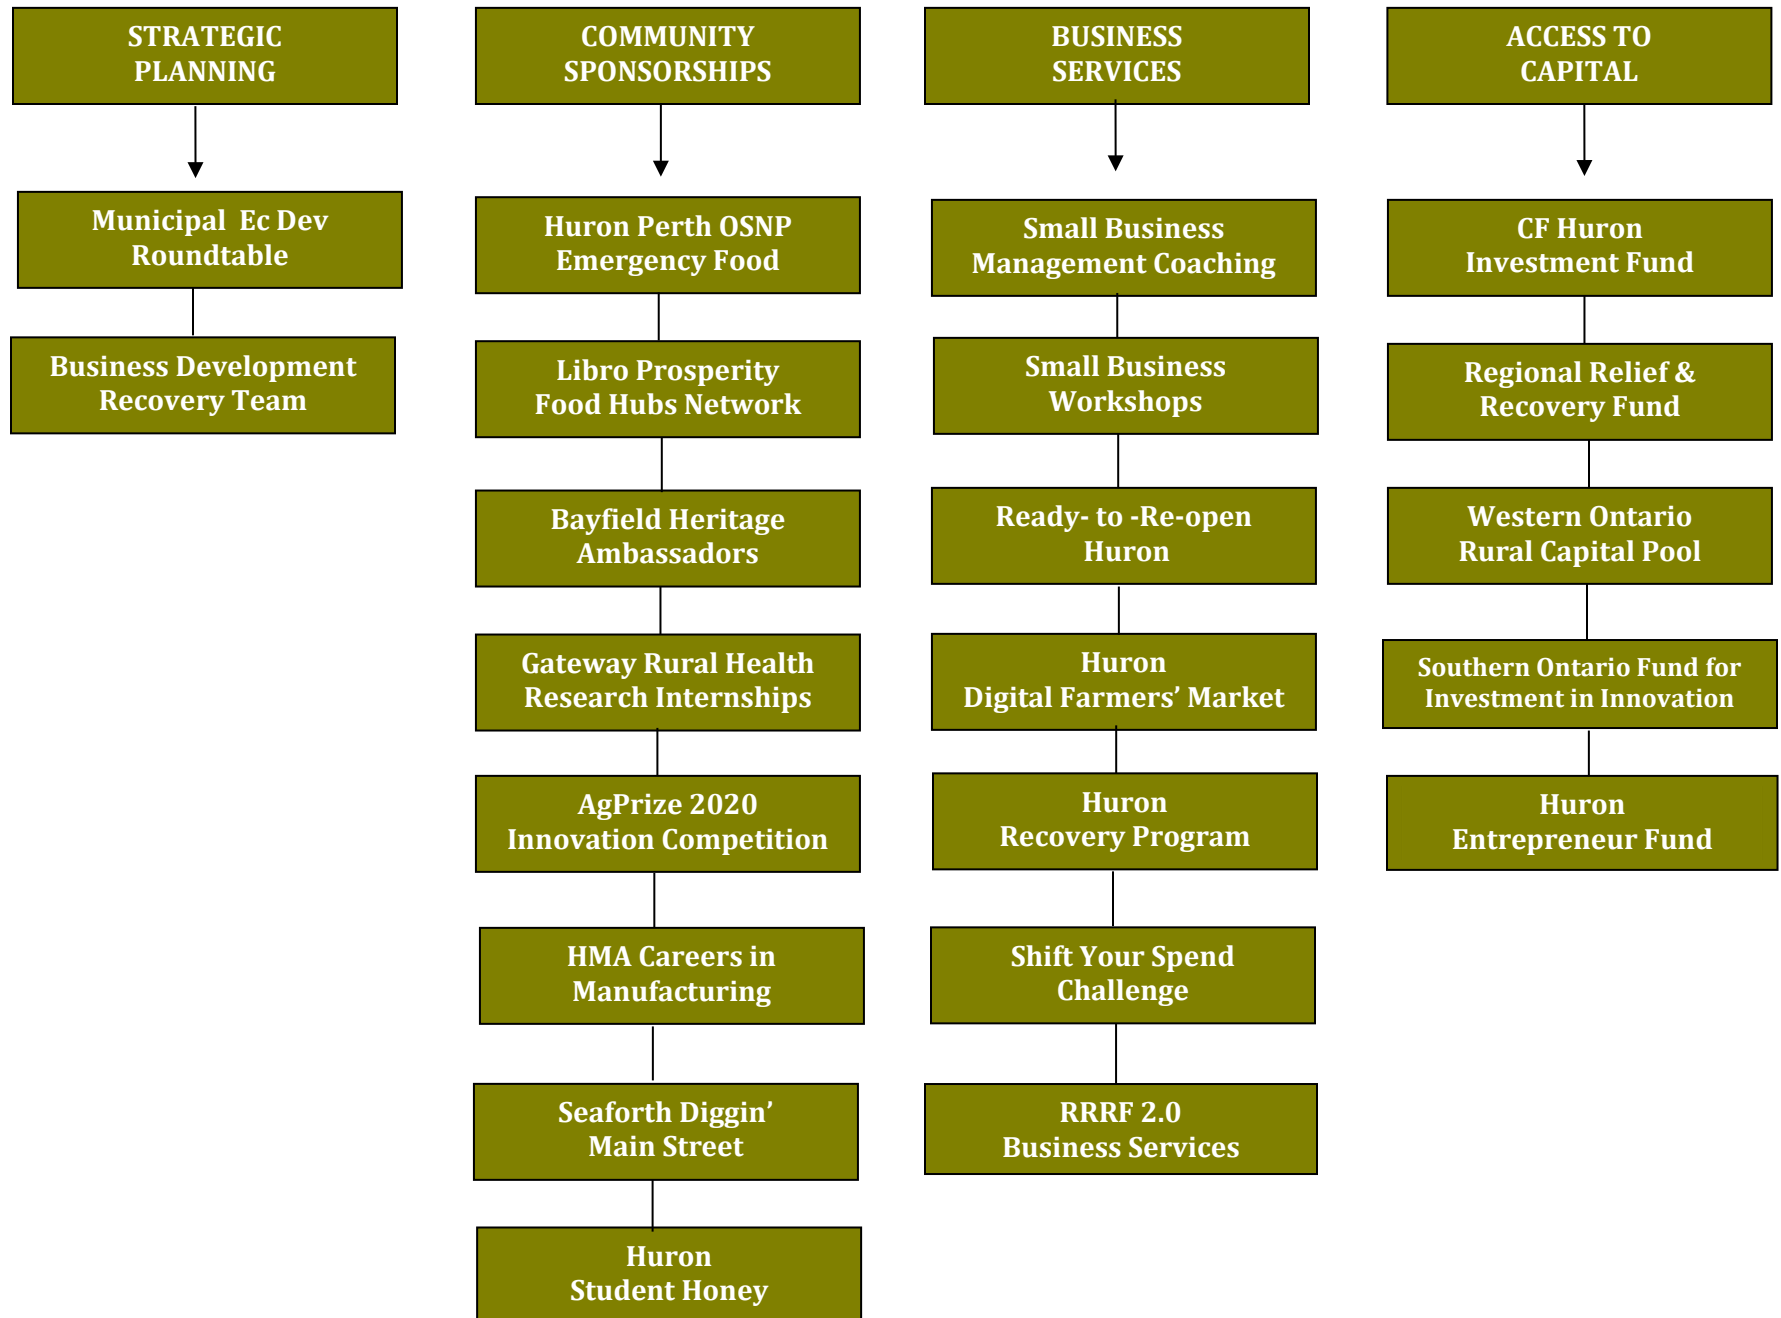 STRATEGIC
PLANNING
Municipal  Ec Dev
Roundtable
Business Development
Recovery Team
COMMUNITY
SPONSORSHIPS
Huron Perth OSNP
Emergency Food
Libro Prosperity
Food Hubs Network
Bayfield Heritage
Ambassadors
Gateway Rural Health
Research Internships
AgPrize 2020
Innovation Competition
HMA Careers in
Manufacturing
Seaforth Diggin’
Main Street
Huron
Student Honey
BUSINESS
SERVICES
Small Business
Management Coaching
Small Business
Workshops
Ready- to -Re-open
Huron
Huron
Digital Farmers’ Market
Huron
Recovery Program
Shift Your Spend
Challenge
RRRF 2.0
Business Services
ACCESS TO
CAPITAL
CF Huron
Investment Fund
Regional Relief &
Recovery Fund
Western Ontario
Rural Capital Pool
Southern Ontario Fund for
Investment in Innovation
Huron
Entrepreneur Fund